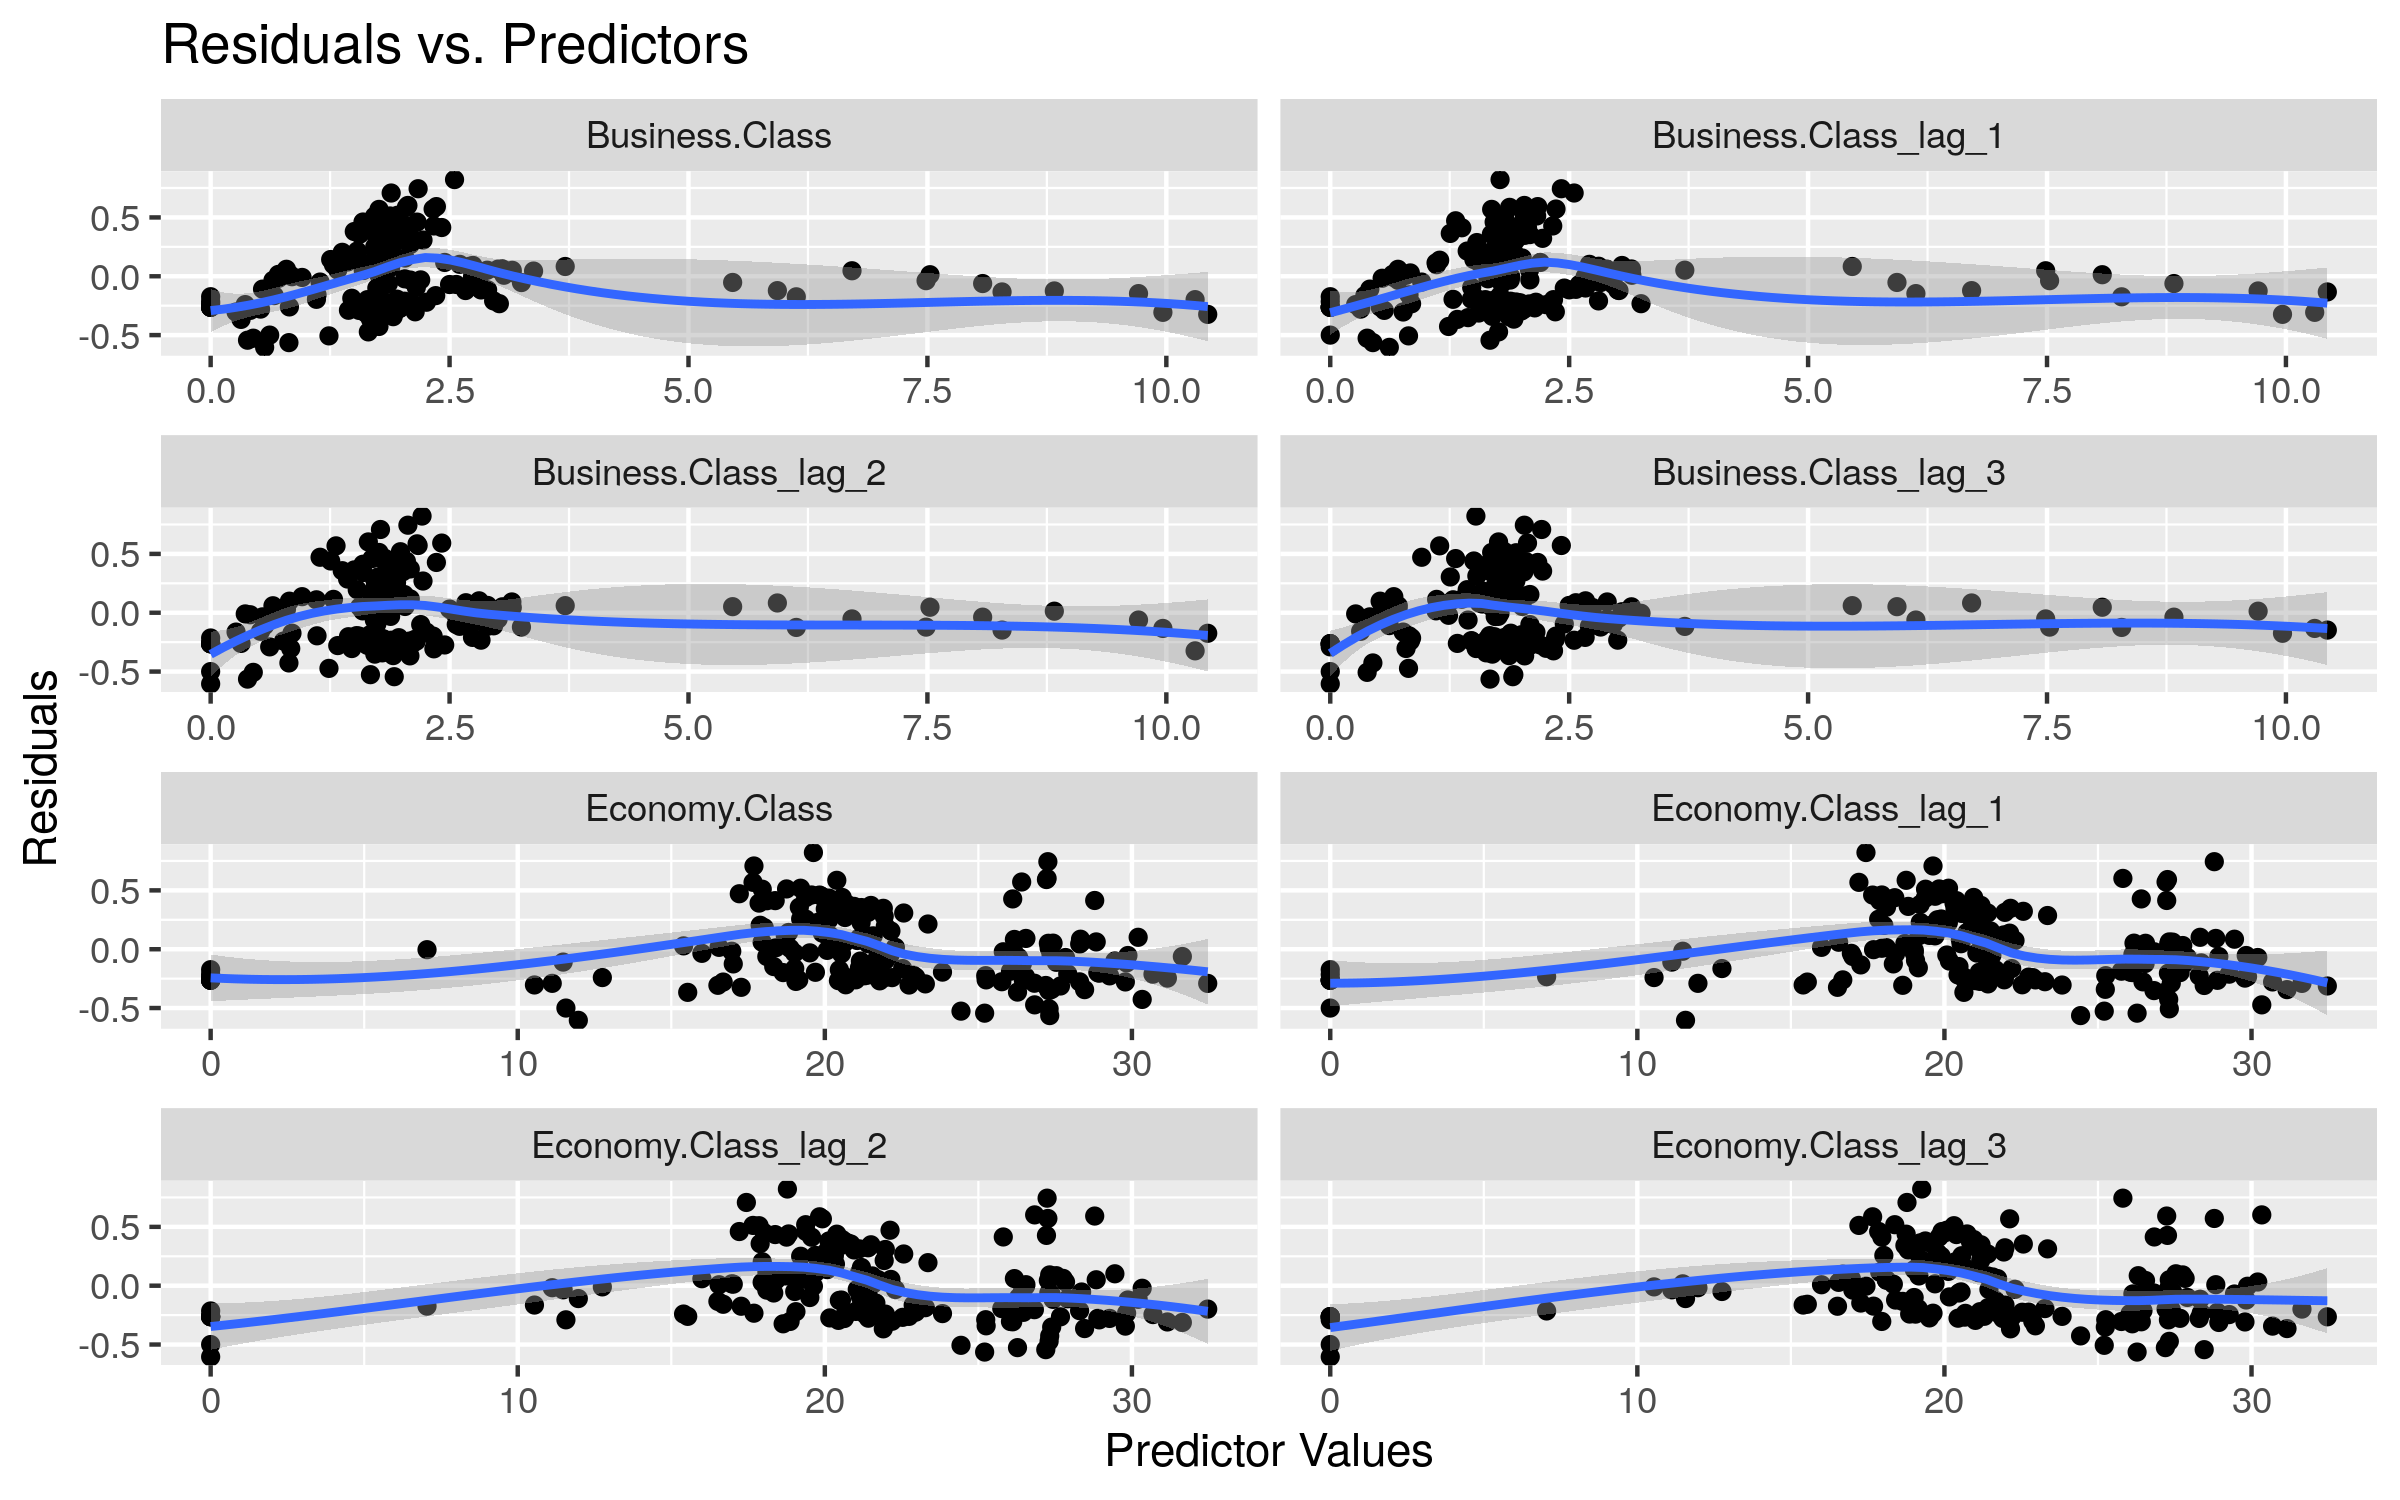 Residuals vs. Predictors
Business.Class
Business.Class_lag_1
0.5
0.0
-0.5
0.0 2.5 5.0 7.5 10.0
0.0 2.5 5.0 7.5 10.0
Business.Class_lag_2
Business.Class_lag_3
0.5
0.0
-0.5
0.0 2.5 5.0 7.5 10.0
0.0 2.5 5.0 7.5 10.0
Economy.Class
Economy.Class_lag_1
0.5
0.0
-0.5
0 10 20 30
0 10 20 30
Economy.Class_lag_2
Economy.Class_lag_3
0.5
0.0
-0.5
0 10 20 30
0 10 20 30
Residuals
Predictor Values